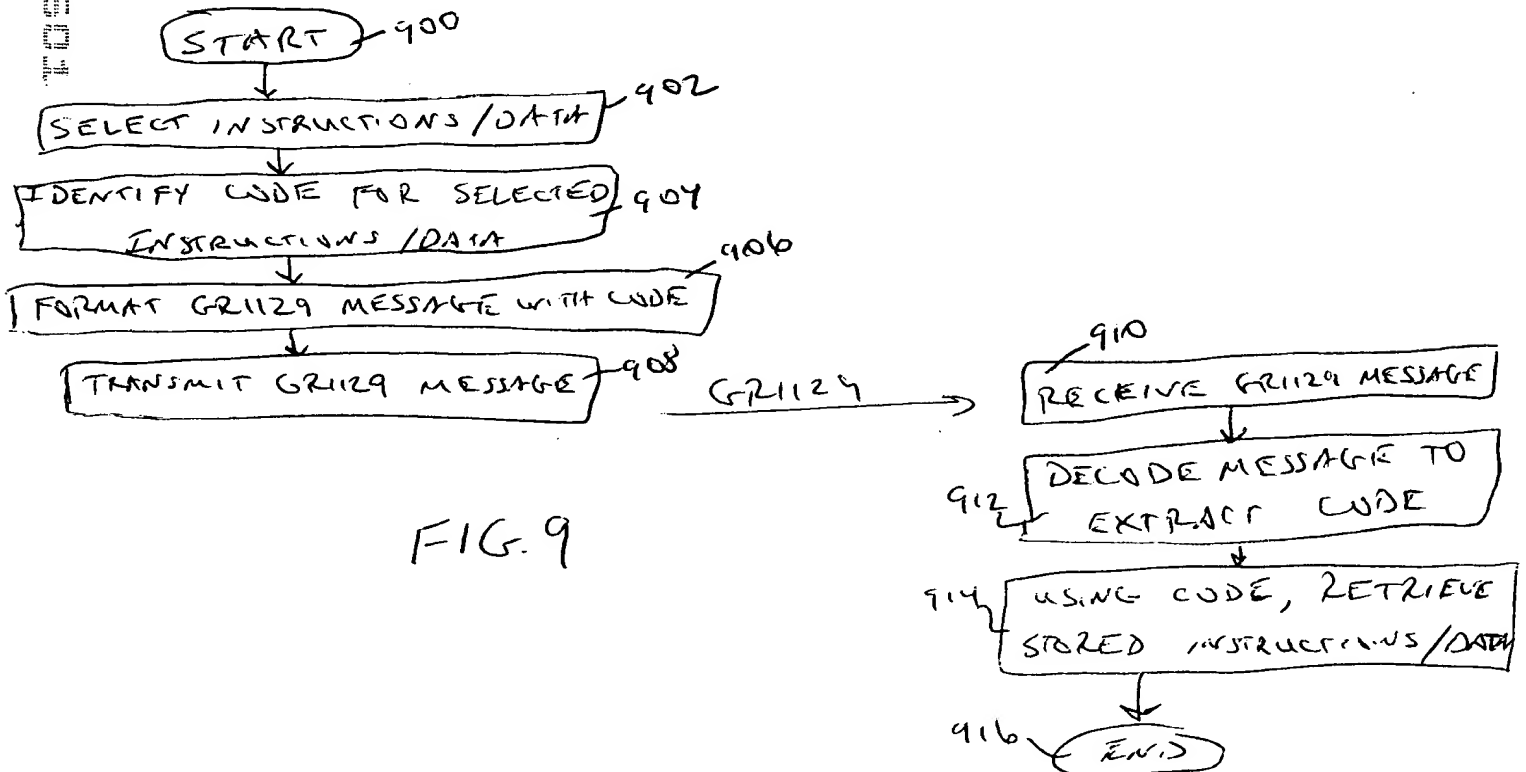 START 900
SELECT INSTRUCTIONS/DATA 902
IDENTIFY CODE FOR SELECTED 904
INSTRUCTIONS/DATA
906
FORMAT GR1129 MESSAGE WITH CODE
TRANSMIT GR1129 MESSAGE 908
GR1129
910
RECEIVE GR1129 MESSAGE
DECODE MESSAGE TO
912 EXTRACT CODE
914 USING CODE, RETRIEVE
STORED INSTRUCTIONS/DATA
916 END
FIG. 9